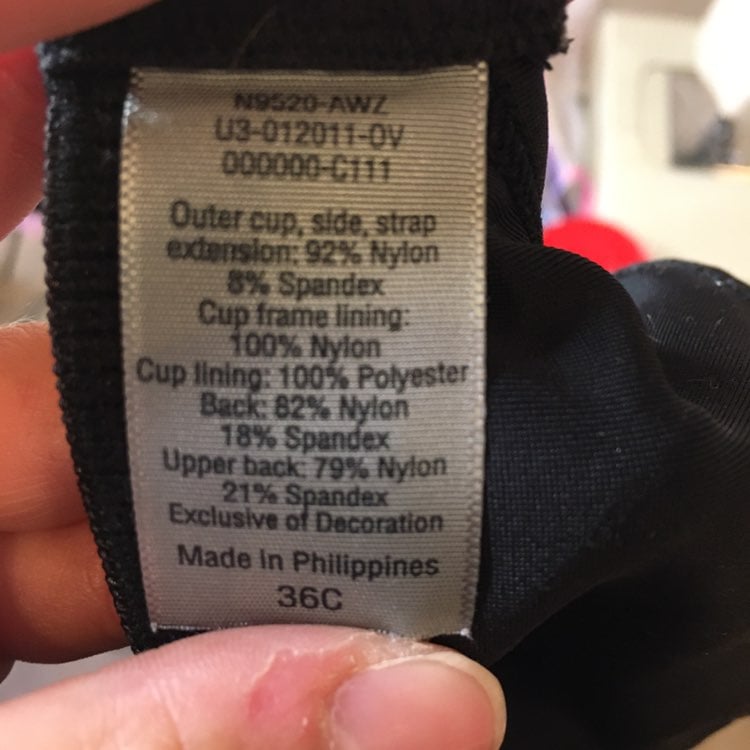 N9520-AWZ
U3-012011-0V
000000-C111
Outer cup, side, strap
extension: 92% Nylon
8% Spandex
Cup frame lining:
100% Nylon
Cup lining: 100% Polyester
Back: 82% Nylon
18% Spandex
Upper back: 79% Nylon
21% Spandex
Exclusive of Decoration
Made in Philippines
36C